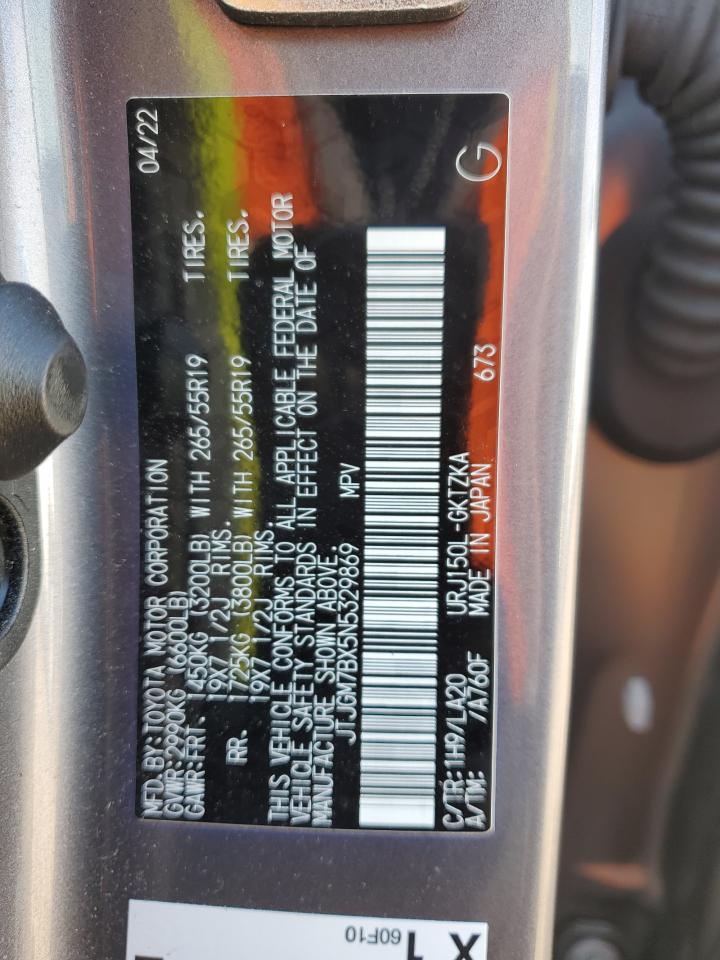 MFD.BY:TOYOTA MOTOR CORPORATION 04/22
GVWR:2990KG (6600LB)
GAWR:FRT. 1450KG (3200LB) WITH 265/55R19 TIRES.
19X7 1/2J RIMS.
RR. 1725KG (3800LB) WITH 265/55R19 TIRES.
19X7 1/2J RIMS.
THIS VEHICLE CONFORMS TO ALL APPLICABLE FEDERAL MOTOR
VEHICLE SAFETY STANDARDS IN EFFECT ON THE DATE OF
MANUFACTURE SHOWN ABOVE.
JTJGM7BX5N5329869 MPV
C/TR:1H9/LA20 URJ150L-GKTZKA
A/TM: /A760F MADE IN JAPAN 673 G
60F10